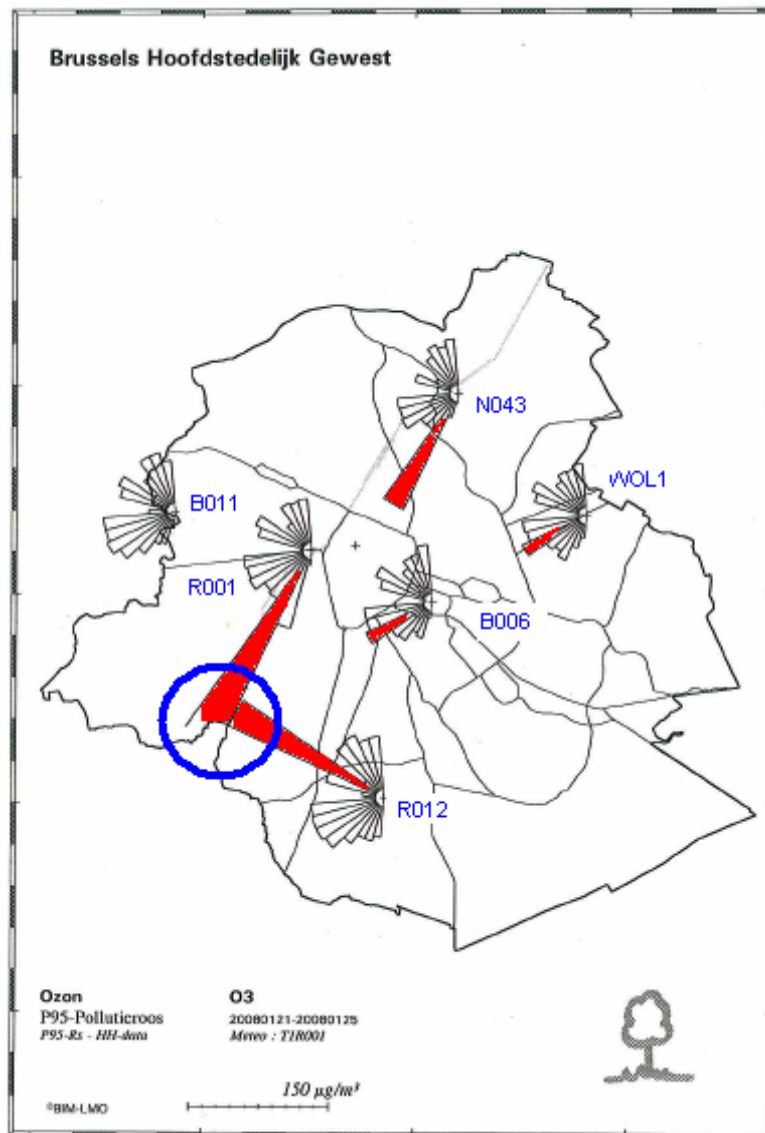 Brussels Hoofdstedelijk Gewest
N043
WOL1
B011
R001
B006
R012
Ozon
O3
P95-Pollutieroos
20080121-20080125
P95-Rs - HH-data
Meteo : T1R001
150 µg/m³
©BIM-LMO